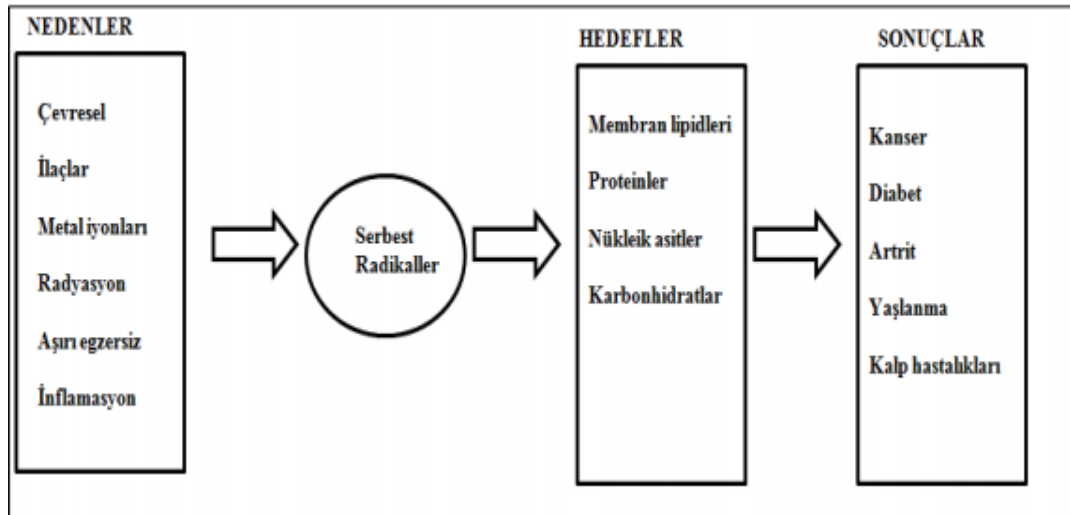 NEDENLER
Çevresel
İlaçlar
Metal iyonları
Radyasyon
Aşırı egzersiz
İnflamasyon
Serbest
Radikaller
HEDEFLER
Membran lipidleri
Proteinler
Nükleik asitler
Karbonhidratlar
SONUÇLAR
Kanser
Diabet
Artrit
Yaşlanma
Kalp hastalıkları